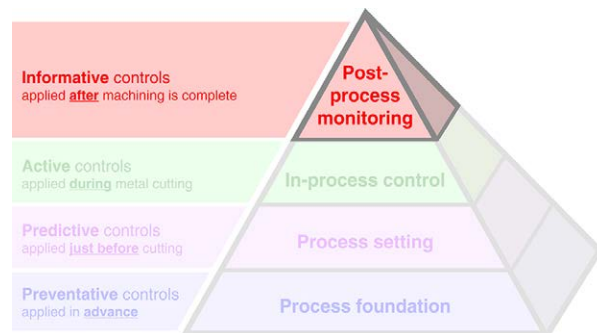 Informative controls
applied after machining is complete
Post-
process
monitoring
Active controls
applied during metal cutting
In-process control
Predictive controls
applied just before cutting
Process setting
Preventative controls
applied in advance
Process foundation